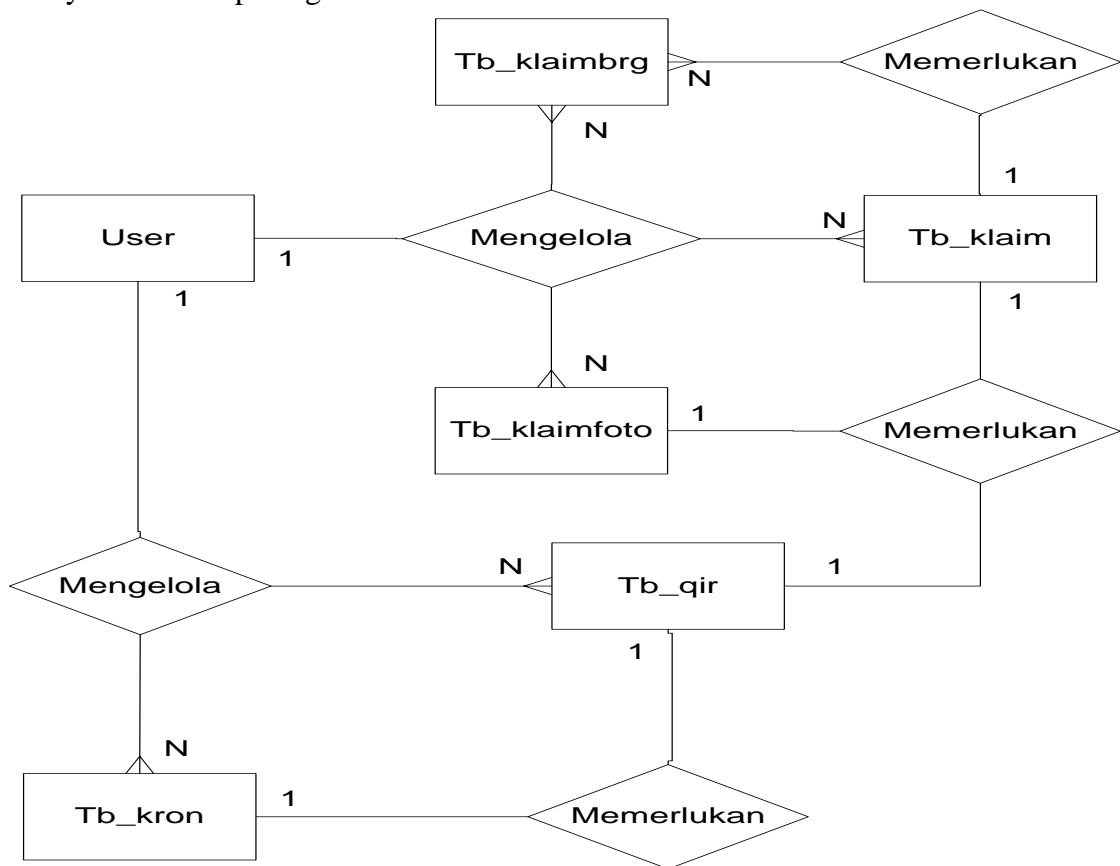 Tb_klaimbrg
Memerlukan
N
N
1
User
Mengelola
N
Tb_klaim
1
1
1
N
Tb_klaimfoto
1
Memerlukan
Mengelola
N
Tb_qir
1
1
N
Tb_kron
1
Memerlukan